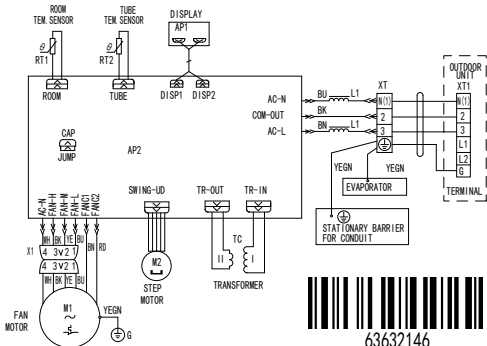 ROOM
TEM. SENSOR
TUBE
TEM. SENSOR
DISPLAY
AP1
θ
RT1
θ
RT2
ROOM
TUBE
DISP1
DISP2
OUTDOOR
UNIT
XT1
XT
AC-N
BU
L1
N(1)
N(1)
COM-OUT
BK
2
2
AC-L
BN
L1
3
3
L1
L2
G
TERMINAL
YEGN
YEGN
EVAPORATOR
STATIONARY BARRIER
FOR CONDUIT
CAP
JUMP
AP2
AC-N
FAN-H
FAN-M
FAN-L
FANC1
FANC2
SWING-UD
TR-OUT
TR-IN
WH
BK
YE
BU
BN
RD
X1
4 3 v 2 1
4 3 v 2 1
WH
BK
YE
BU
M2
STEP
MOTOR
TC
II
I
TRANSFORMER
FAN
MOTOR
M1
~
YEGN
G
63632146